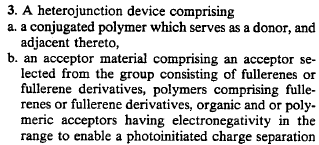 3. A heterojunction device comprising
a. a conjugated polymer which serves as a donor, and
adjacent thereto,
b. an acceptor material comprising an acceptor se-
lected from the group consisting of fullerenes or
fullerene derivatives, polymers comprising fulle-
renes or fullerene derivatives, organic and or poly-
meric acceptors having electronegativity in the
range to enable a photoinitiated charge separation